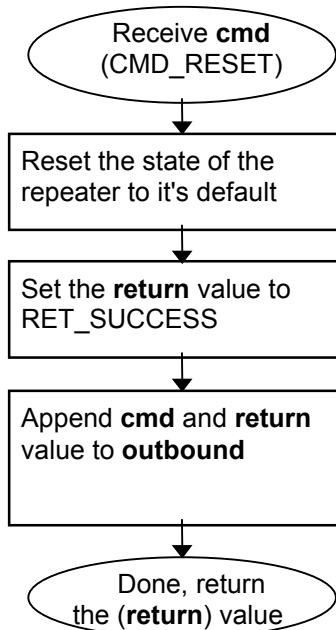 Receive cmd
(CMD_RESET)
Reset the state of the
repeater to it's default
Set the return value to
RET_SUCCESS
Append cmd and return
value to outbound
Done, return
the (return) value